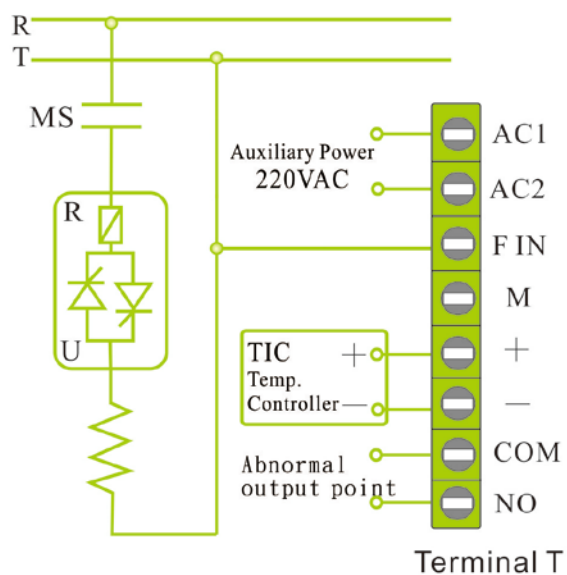 R
T
MS
R
U
Auxiliary Power
220VAC
TIC +
Temp.
Controller —
Abnormal
output point
AC1
AC2
F IN
M
+
—
COM
NO
Terminal T